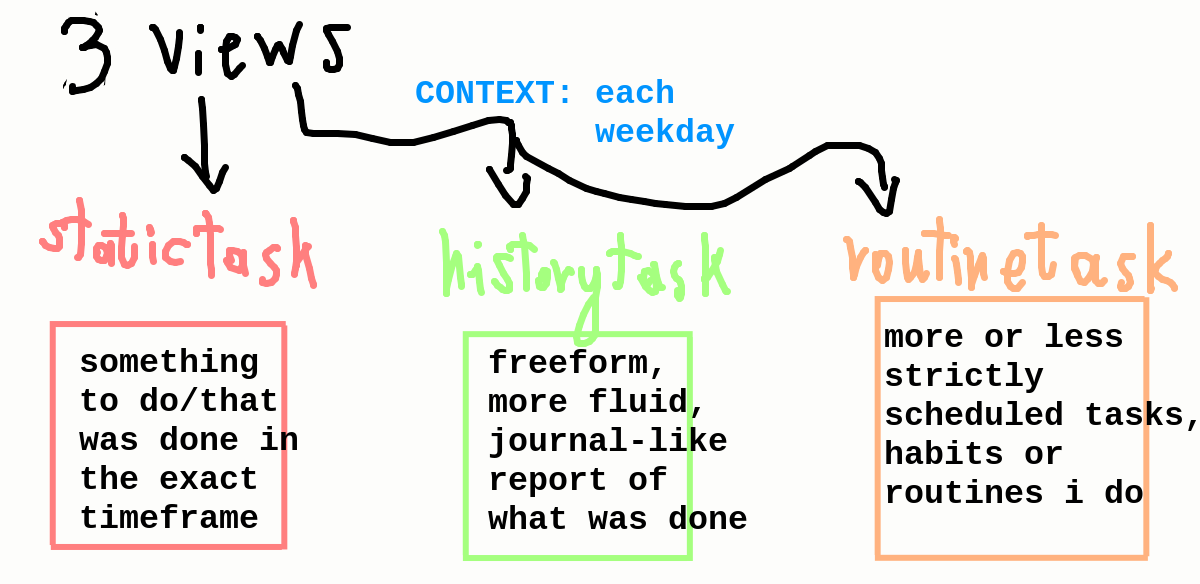 3 views
CONTEXT: each
weekday
statictask
historytask
routinetask
something
to do/that
was done in
the exact
timeframe
freeform,
more fluid,
journal-like
report of
what was done
more or less
strictly
scheduled tasks,
habits or
routines i do